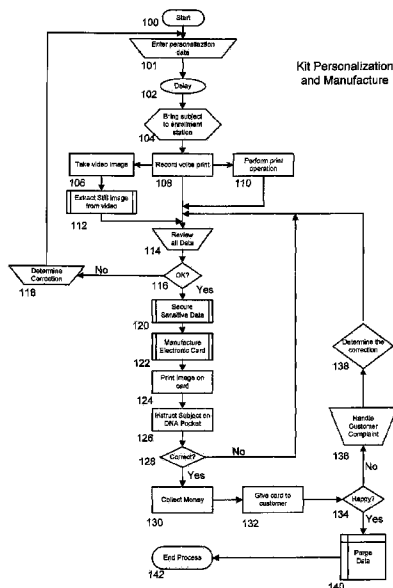 Start
100
Enter personalization
data
101
Kit Personalization
and Manufacture
Delay
102
Bring subject
to enrollment
station
104
Take video image
Record voice print
Perform print
operation
106
108
110
Extract Still image
from video
112
Review
all Data
114
Determine
Correction
118
No
OK?
116
Yes
Secure
Sensitive Data
120
Manufacture
Electronic Card
122
Determine the
correction
138
Print Image on
card
124
Instruct Subject on
DNA Pocket
126
Handle
Customer
Complaint
136
Correct?
128
No
Yes
No
Collect Money
130
Give card to
customer
132
Happy?
134
Yes
Purge
Data
140
End Process
142